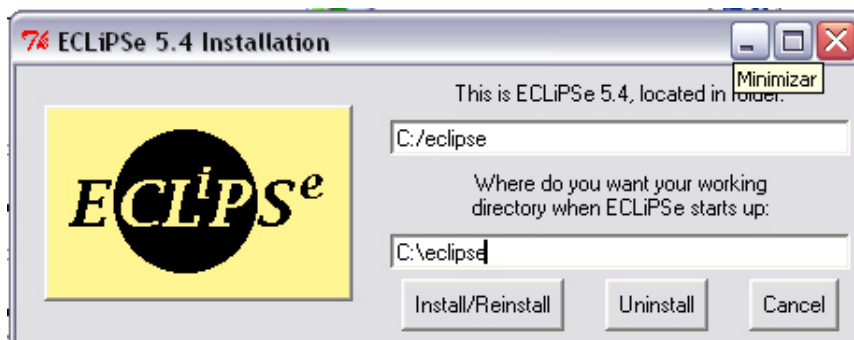 ECLiPSe 5.4 Installation
Minimizar
This is ECLiPSe 5.4, located in folder:
C:/eclipse
ECLiPSe
Where do you want your working
directory when ECLiPSe starts up:
C:\eclipse
Install/Reinstall
Uninstall
Cancel